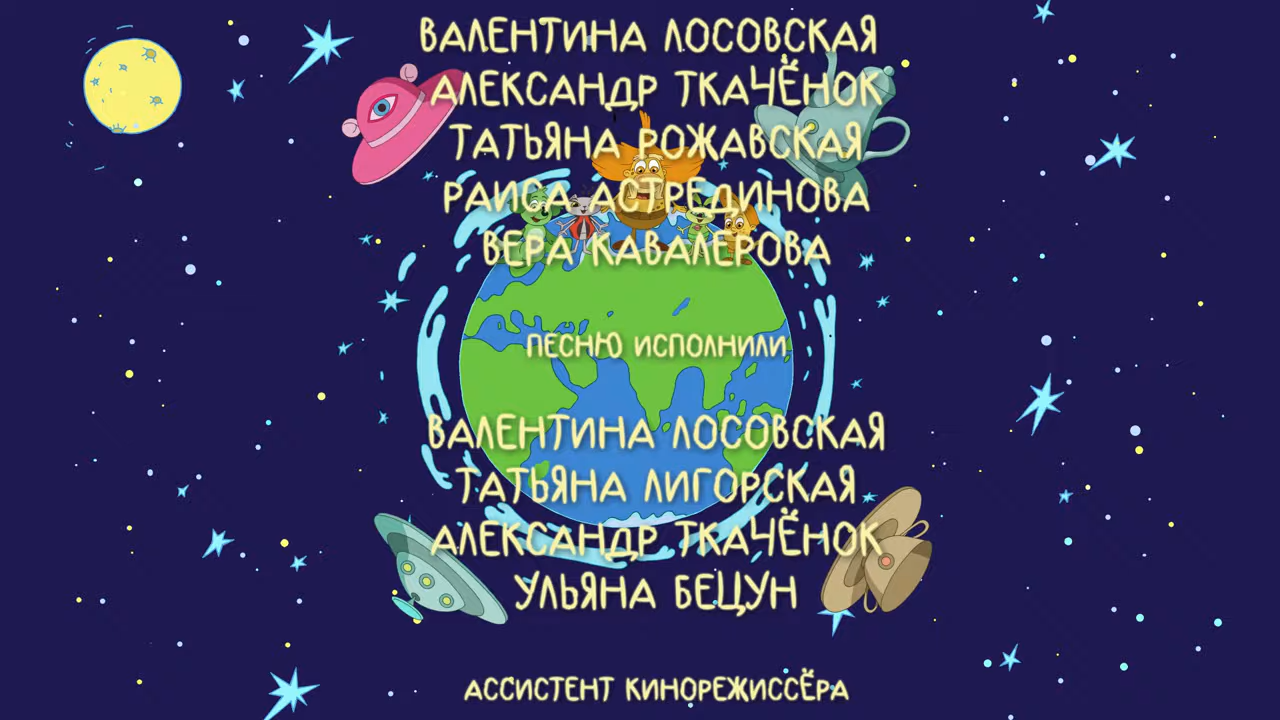 ВАЛЕНТИНА ЛОСОВСКАЯ
АЛЕКСАНДР ТКАЧЁНОК
ТАТЬЯНА РОЖАВСКАЯ
РАИСА АСТРЕДИНОВА
ВЕРА КАВАЛЕРОВА
ПЕСНЮ ИСПОЛНИЛИ
ВАЛЕНТИНА ЛОСОВСКАЯ
ТАТЬЯНА ЛИГОРСКАЯ
АЛЕКСАНДР ТКАЧЁНОК
УЛЬЯНА БЕЦУН
АССИСТЕНТ КИНОРЕЖИССЁРА